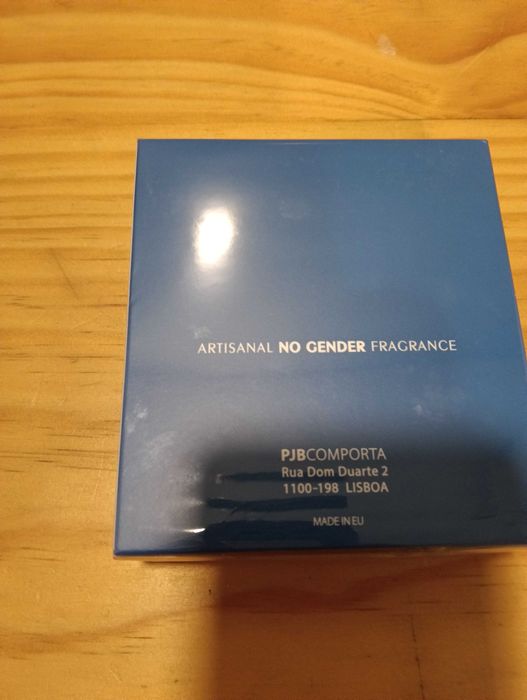 ARTISANAL NO GENDER FRAGRANCE
PJBCOMPORTA
Rua Dom Duarte 2
1100-198 LISBOA
MADE IN EU